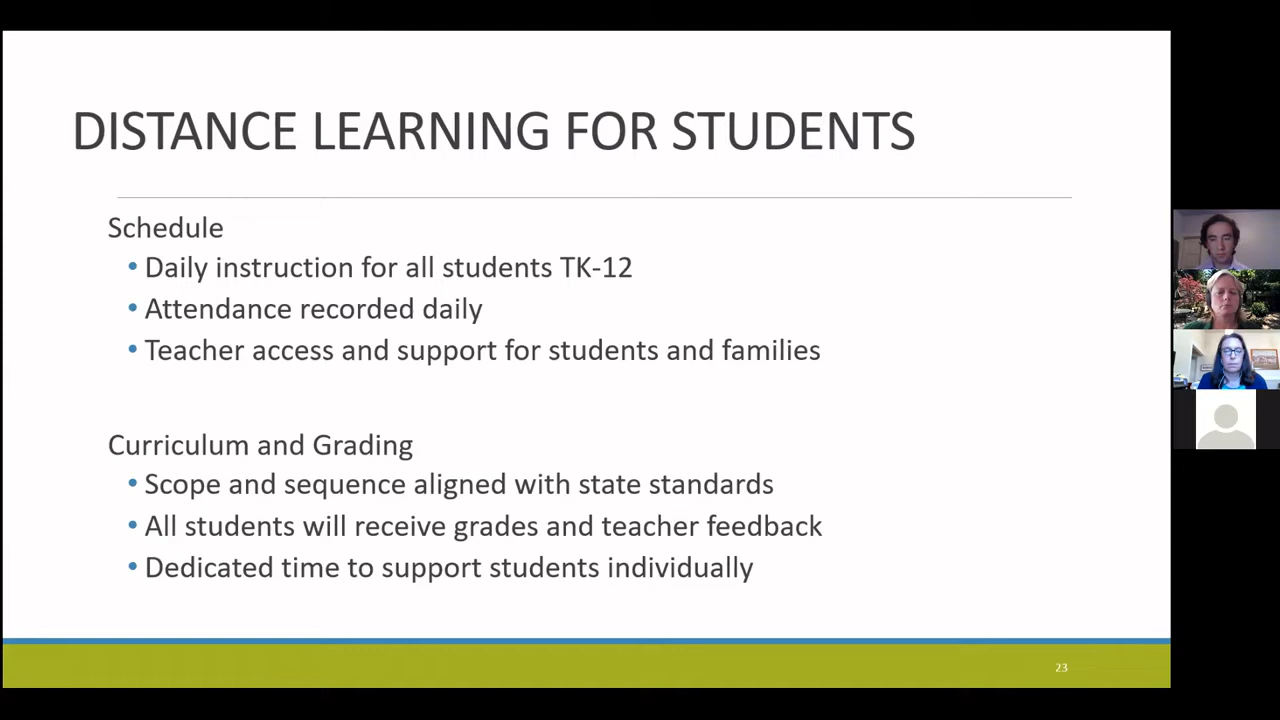 DISTANCE LEARNING FOR STUDENTS
Schedule
• Daily instruction for all students TK-12
• Attendance recorded daily
• Teacher access and support for students and families
Curriculum and Grading
• Scope and sequence aligned with state standards
• All students will receive grades and teacher feedback
• Dedicated time to support students individually
23